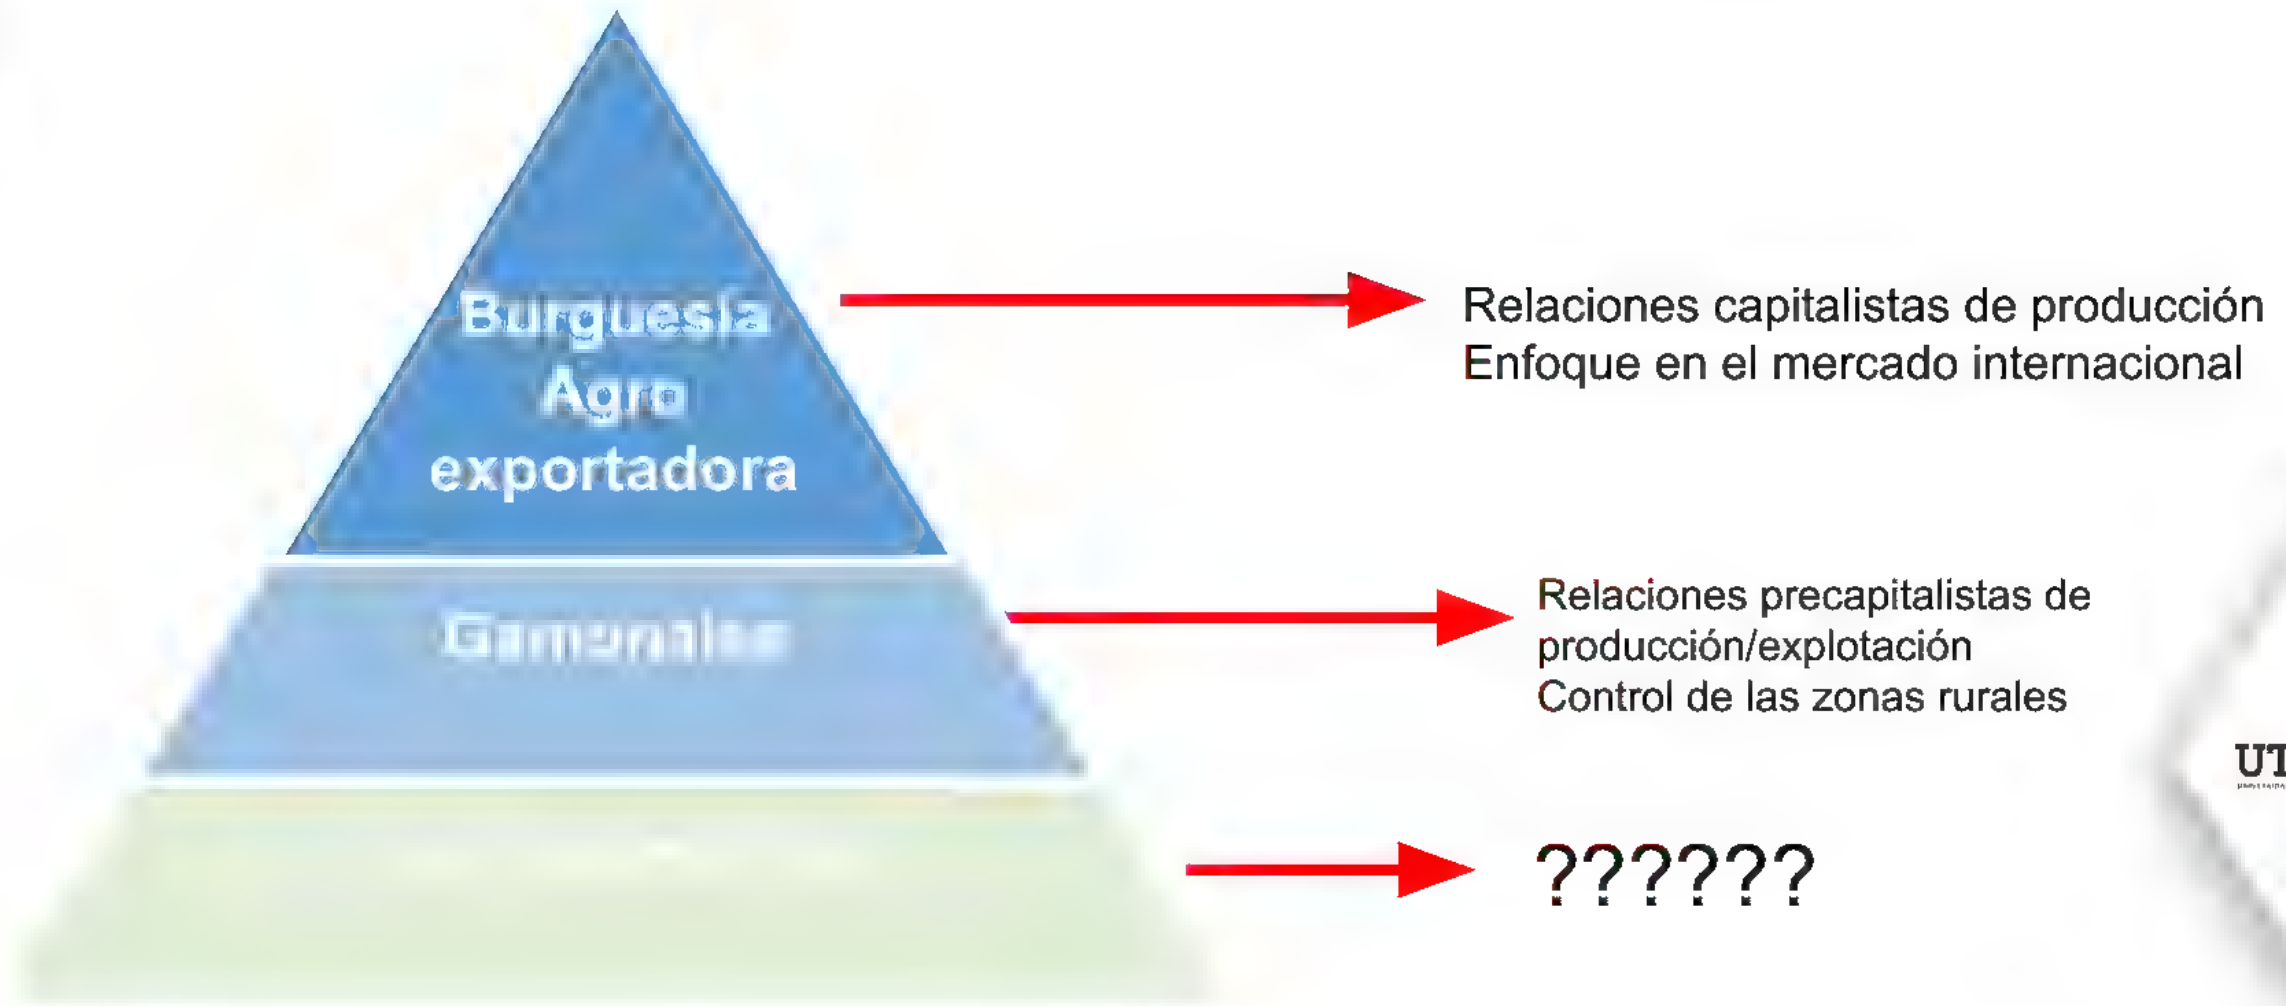 Burguesía
Agro
exportadora
Relaciones capitalistas de producción
Enfoque en el mercado internacional
Gamonales
Relaciones precapitalistas de
producción/explotación
Control de las zonas rurales
??????